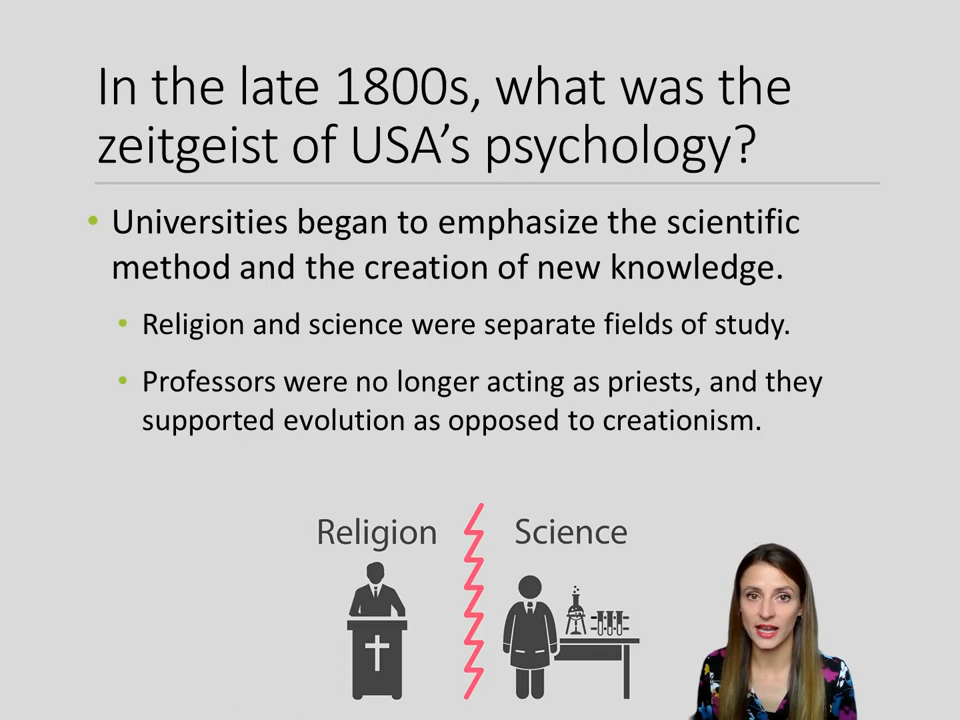 In the late 1800s, what was the
zeitgeist of USA’s psychology?
• Universities began to emphasize the scientific
method and the creation of new knowledge.
• Religion and science were separate fields of study.
• Professors were no longer acting as priests, and they
supported evolution as opposed to creationism.
Religion
Science